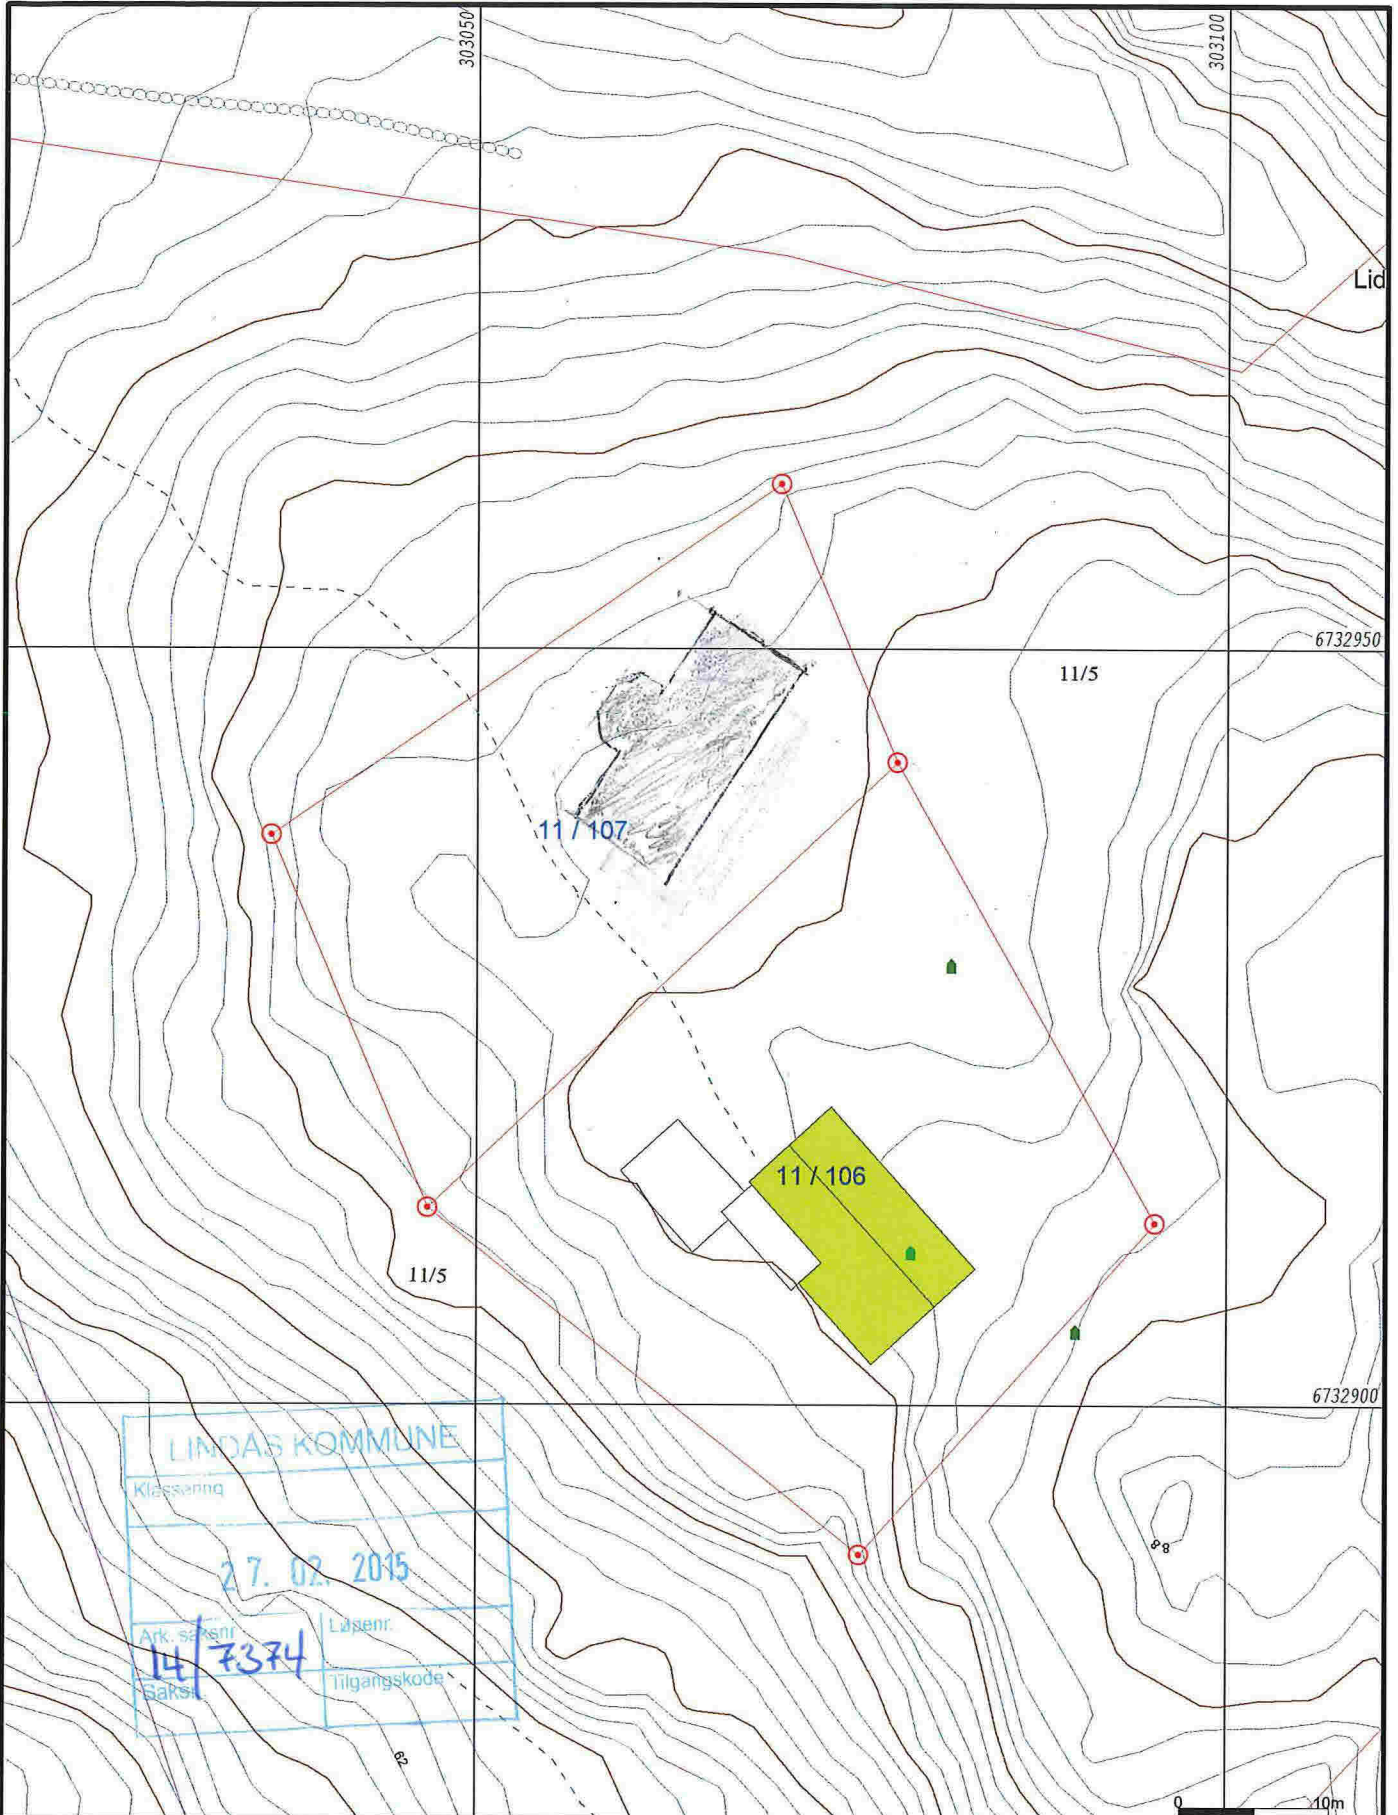 303050
303100
Lid
6732950
11/5
11 / 107
11 / 106
11/5
6732900
LINDÅS KOMMUNE
Klassering
27. 02. 2015
Ark. saksnr
Løpenr.
14/7374
Saksh
Tilgangskode
88
62
0
10m